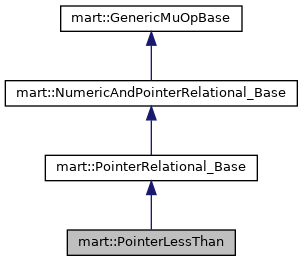 mart::GenericMuOpBase
mart::NumericAndPointerRelational_Base
mart::PointerRelational_Base
mart::PointerLessThan